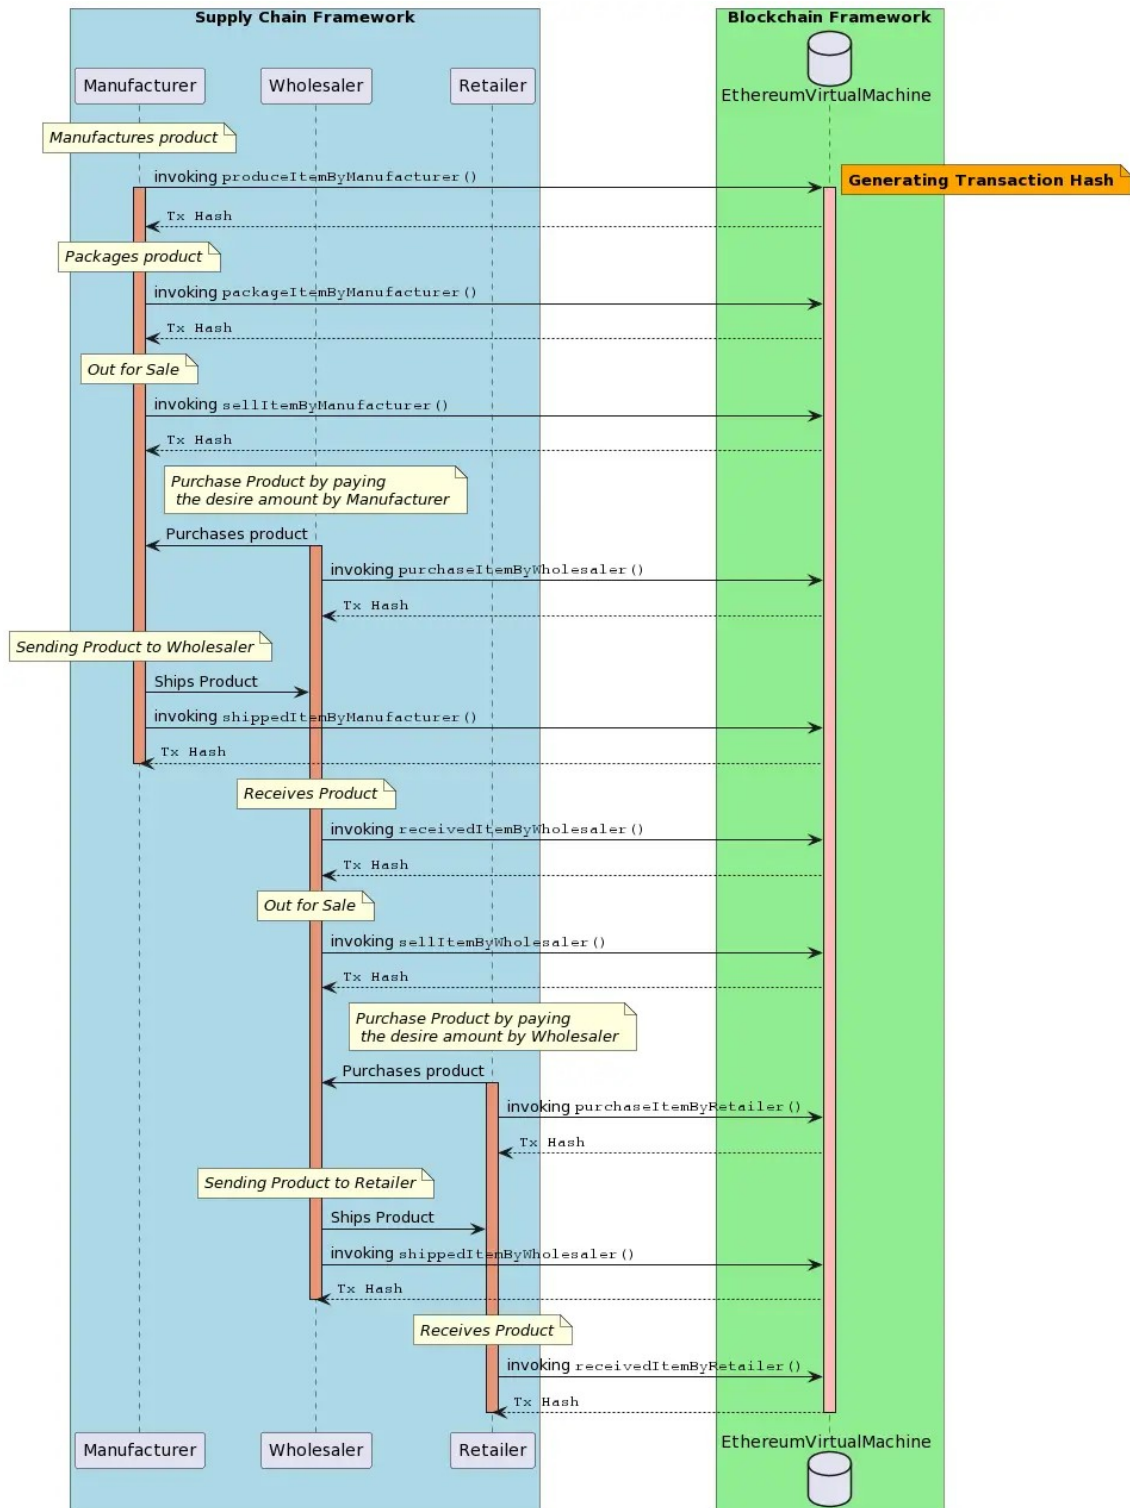 Supply Chain Framework
Blockchain Framework
Manufacturer
Wholesaler
Retailer
EthereumVirtualMachine
Manufactures product
invoking produceItemByManufacturer()
Generating Transaction Hash
Tx Hash
Packages product
invoking packageItemByManufacturer()
Tx Hash
Out for Sale
invoking sellItemByManufacturer()
Tx Hash
Purchase Product by paying
the desire amount by Manufacturer
Purchases product
invoking purchaseItemByWholesaler()
Tx Hash
Sending Product to Wholesaler
Ships Product
invoking shippedItemByManufacturer()
Tx Hash
Receives Product
invoking receivedItemByWholesaler()
Tx Hash
Out for Sale
invoking sellItemByWholesaler()
Tx Hash
Purchase Product by paying
the desire amount by Wholesaler
Purchases product
invoking purchaseItemByRetailer()
Tx Hash
Sending Product to Retailer
Ships Product
invoking shippedItemByWholesaler()
Tx Hash
Receives Product
invoking receivedItemByRetailer()
Tx Hash
Manufacturer
Wholesaler
Retailer
EthereumVirtualMachine